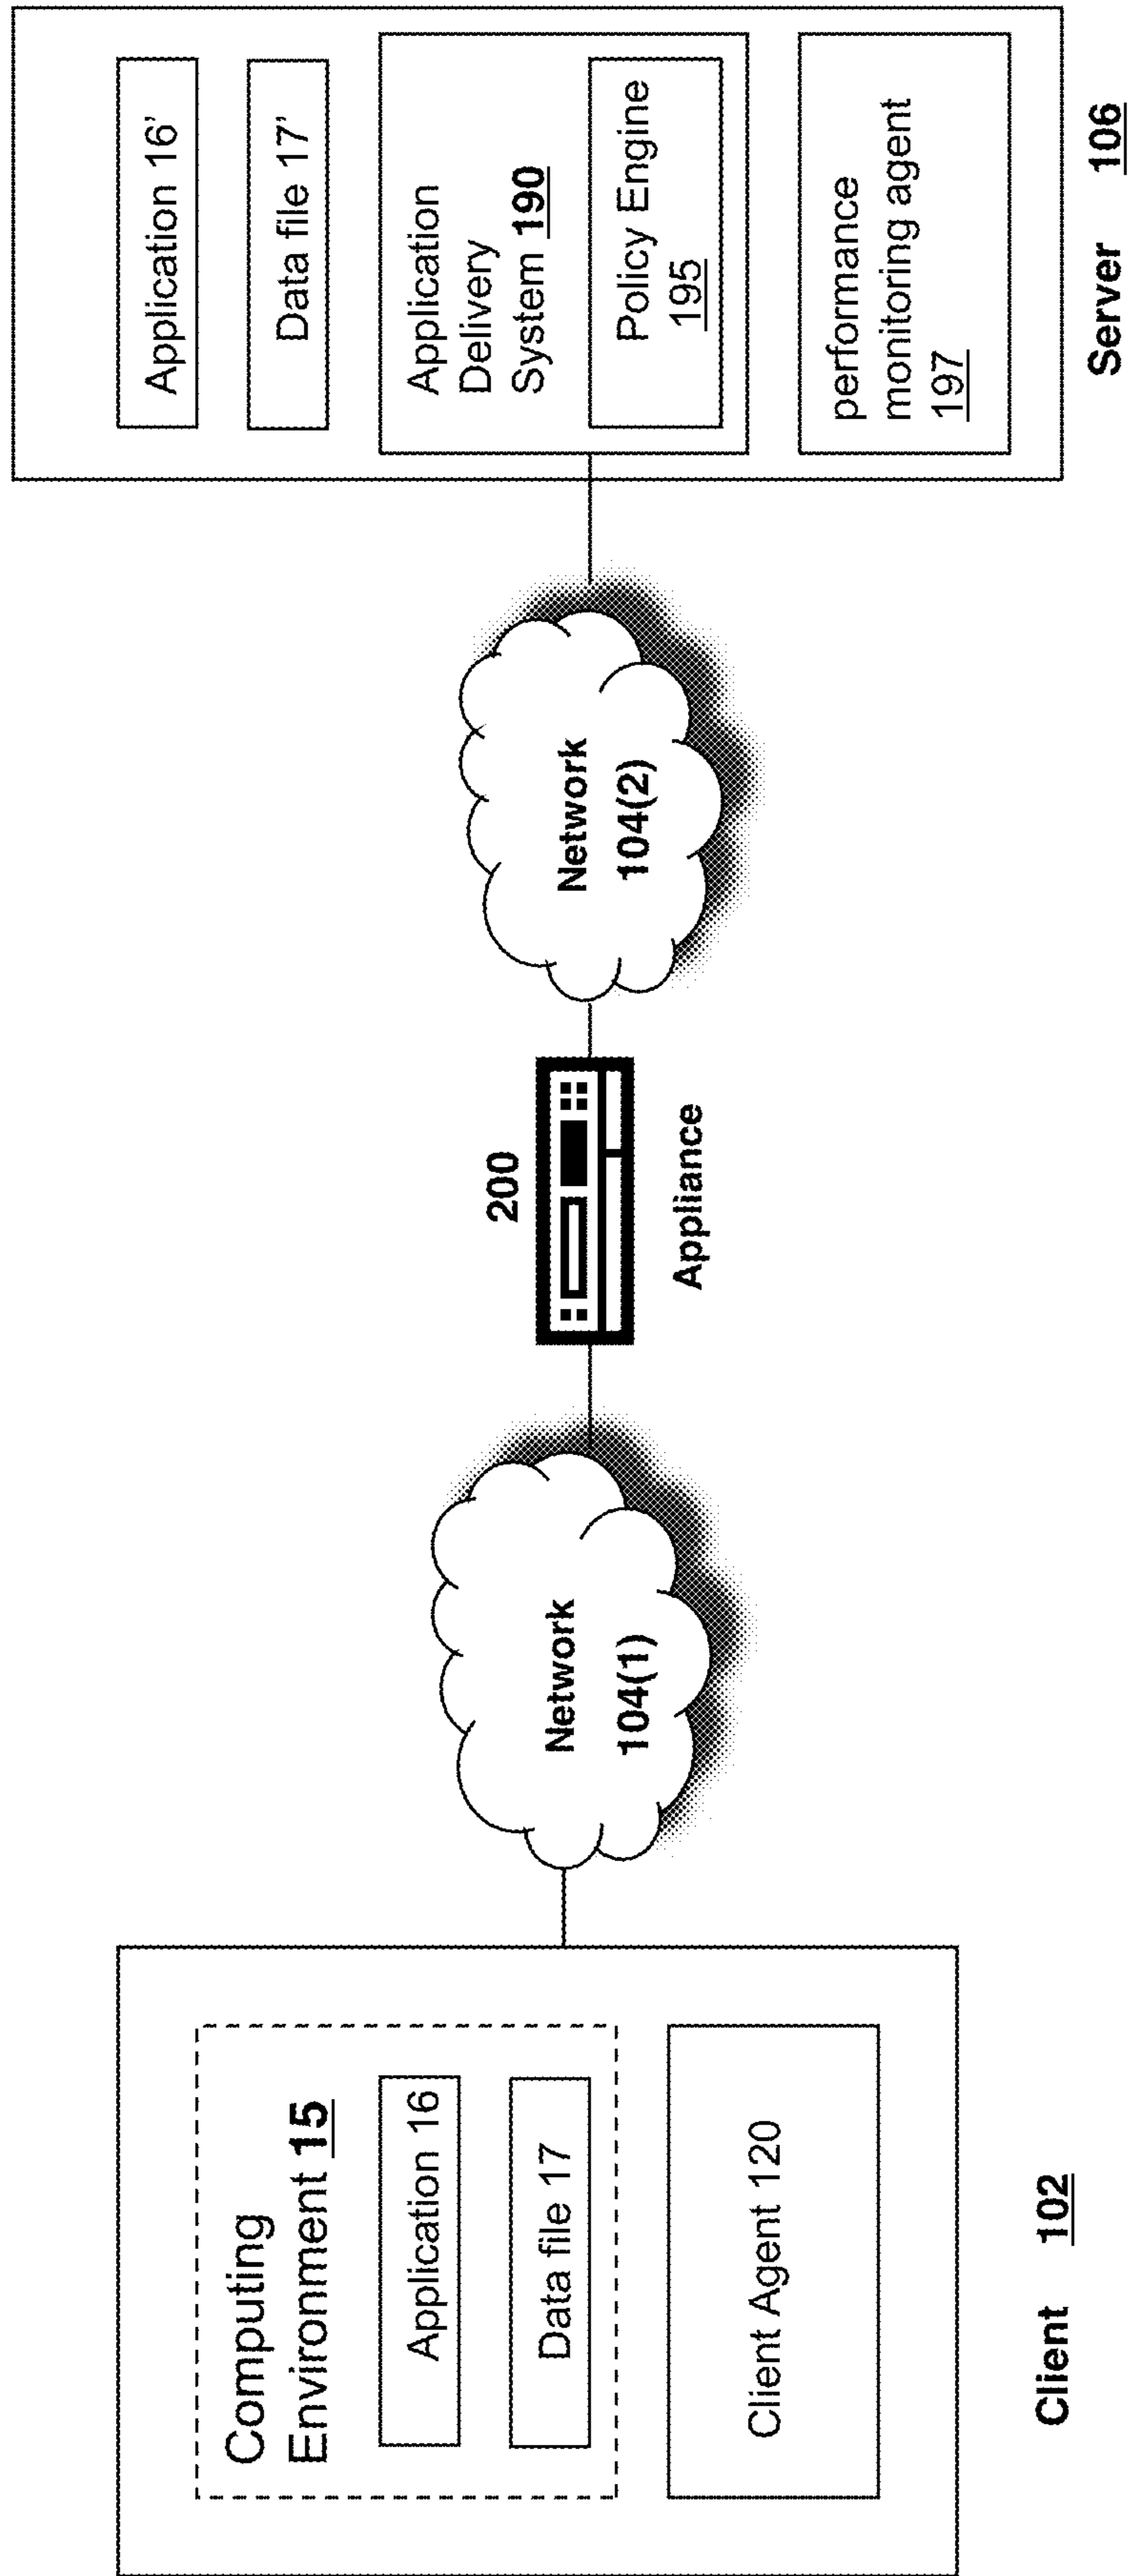 Computing
Environment 15
Application 16
Data file 17
Client Agent 120
Client 102
Network
104(1)
200
Appliance
Network
104(2)
Application 16’
Data file 17’
Application
Delivery
System 190
Policy Engine
195
performance
monitoring agent
197
Server 106